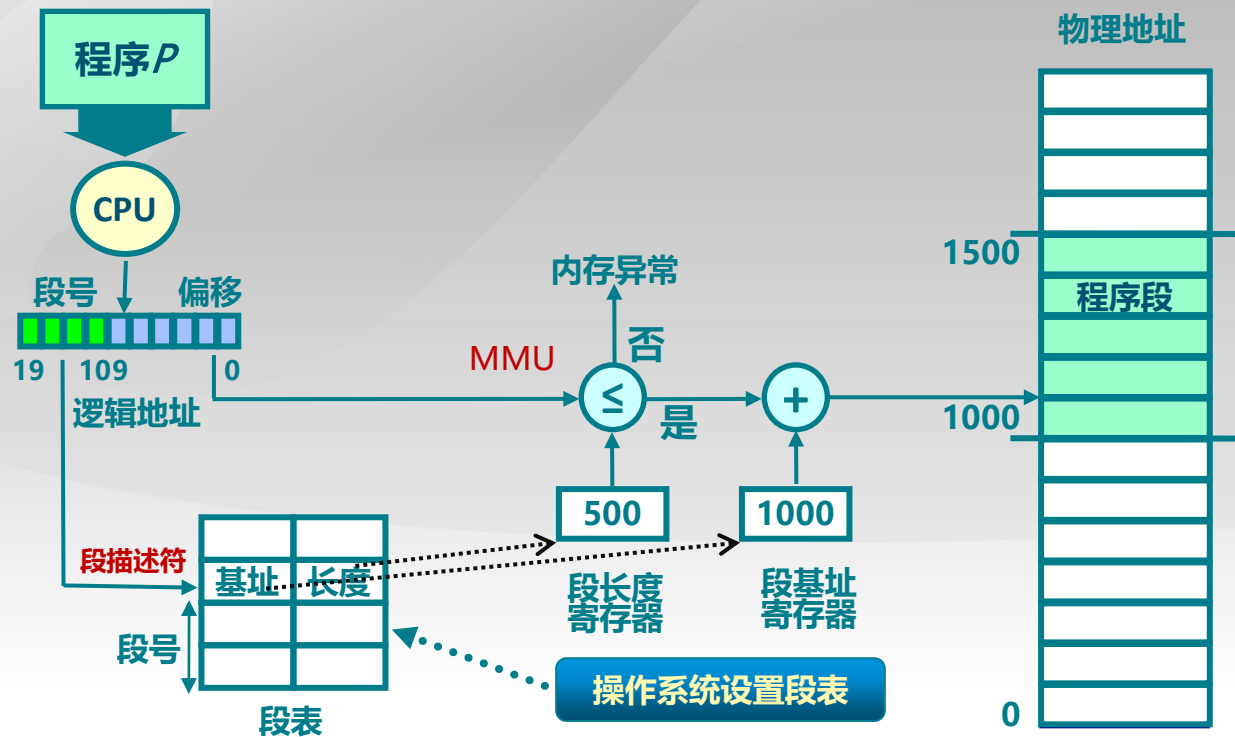 程序P
物理地址
CPU
1500
内存异常
段号
偏移
程序段
否
MMU
19 109 0
≤
+
是
逻辑地址
1000
500
1000
段描述符
基址
长度
段长度
寄存器
段基址
寄存器
段号
操作系统设置段表
0
段表